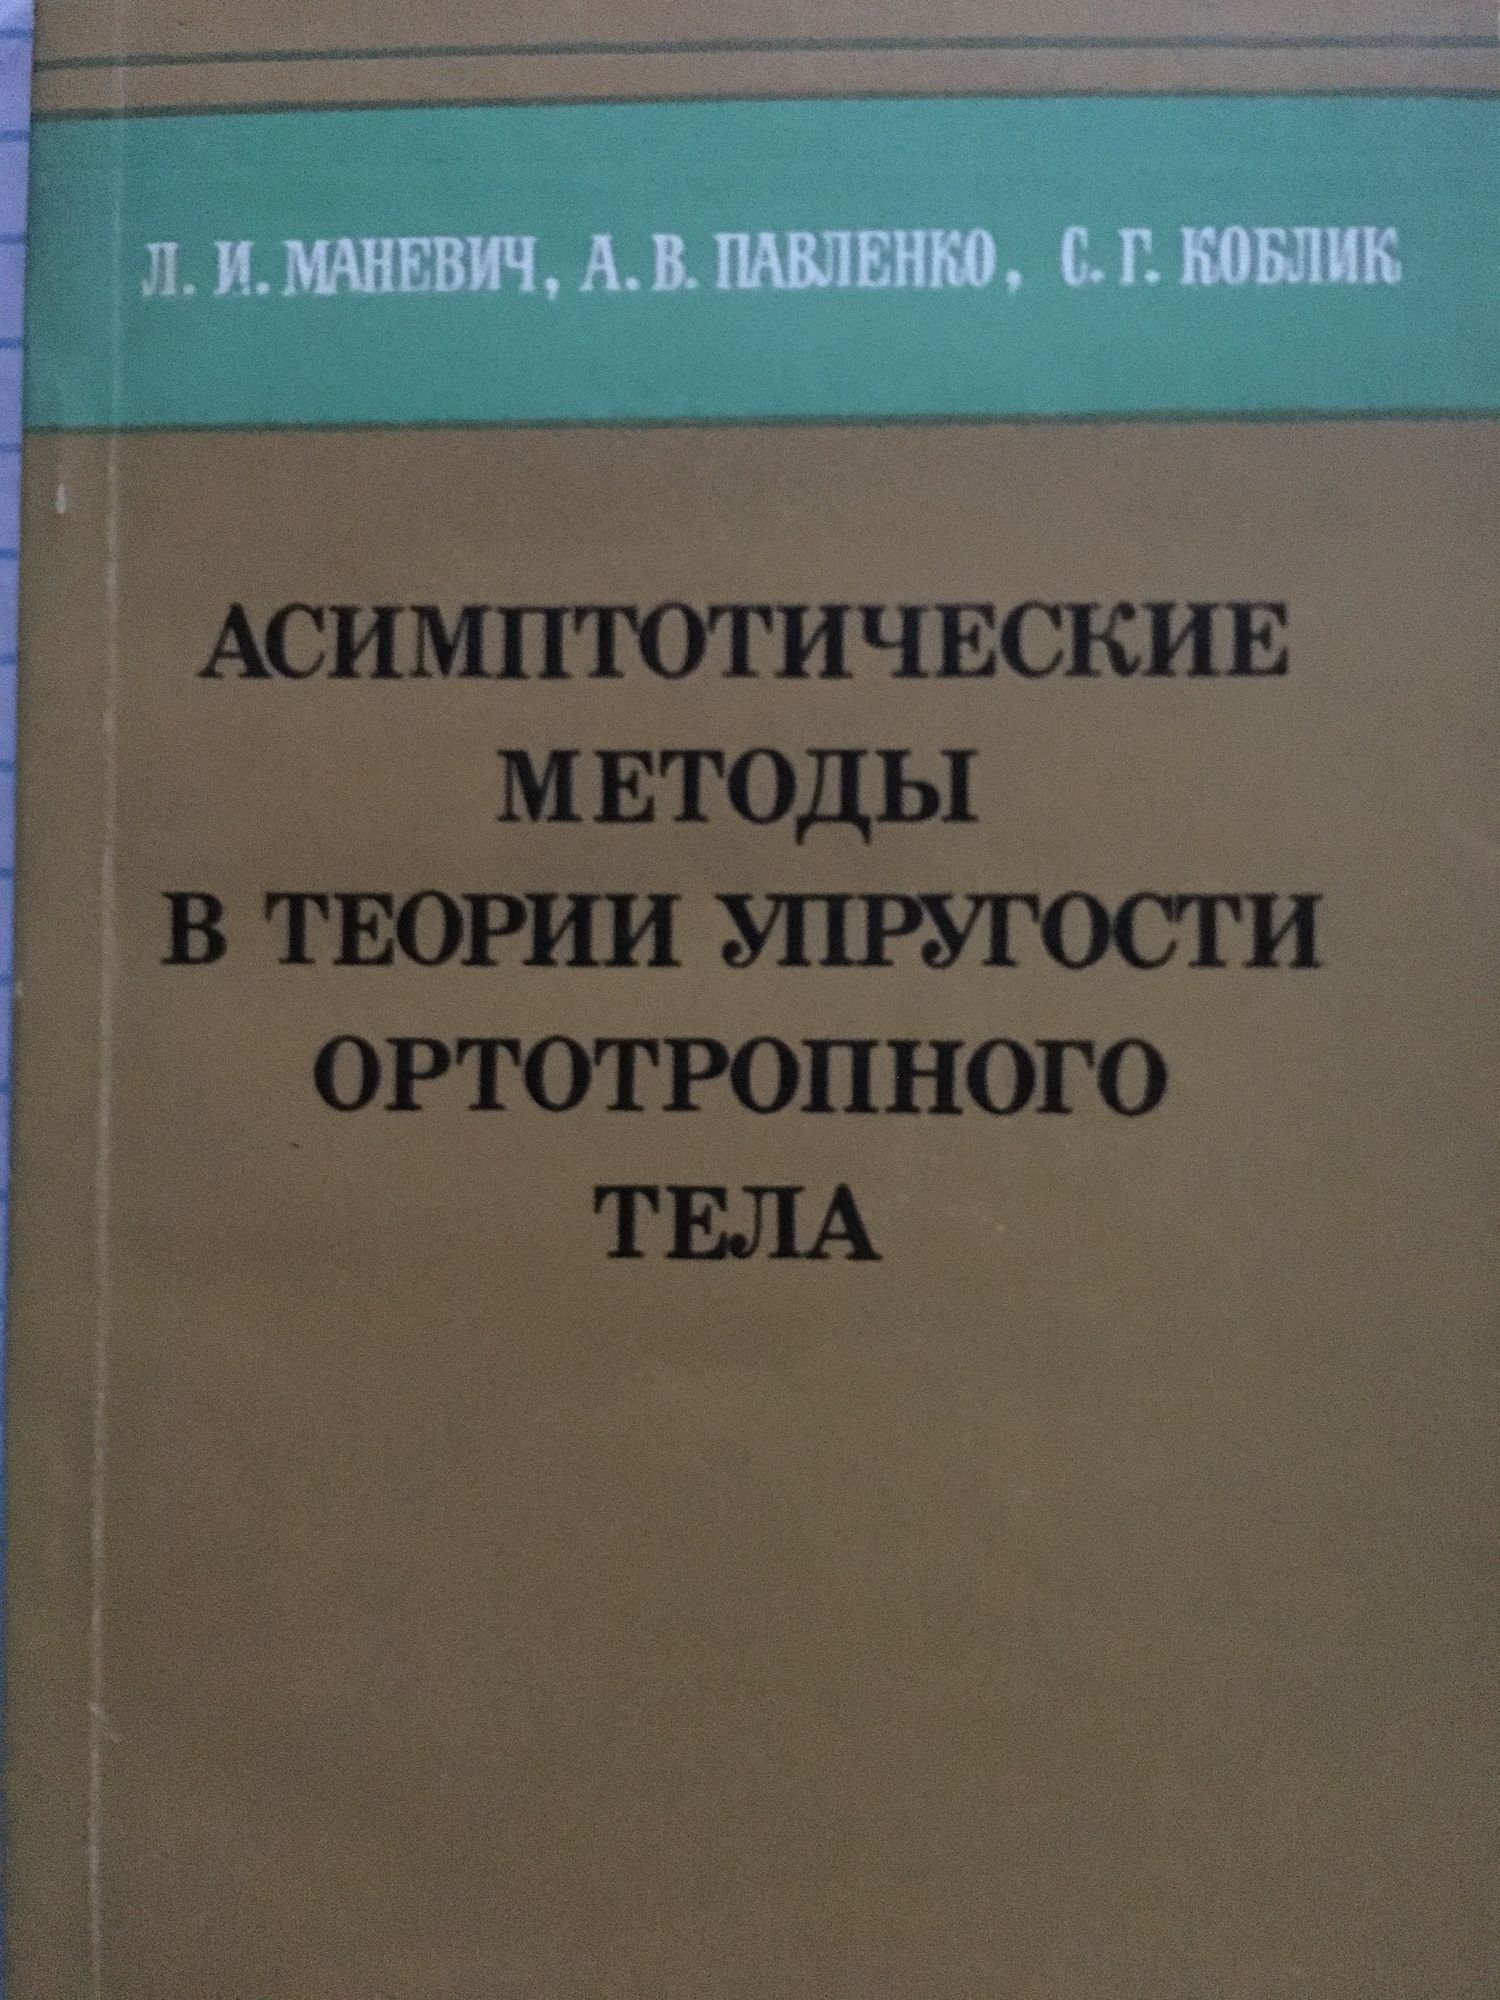 Л. И. МАНЕВИЧ, А. В. ПАВЛЕНКО, С. Г. КОБЛИК
АСИМПТОТИЧЕСКИЕ
МЕТОДЫ
В ТЕОРИИ УПРУГОСТИ
ОРТОТРОПНОГО
ТЕЛА